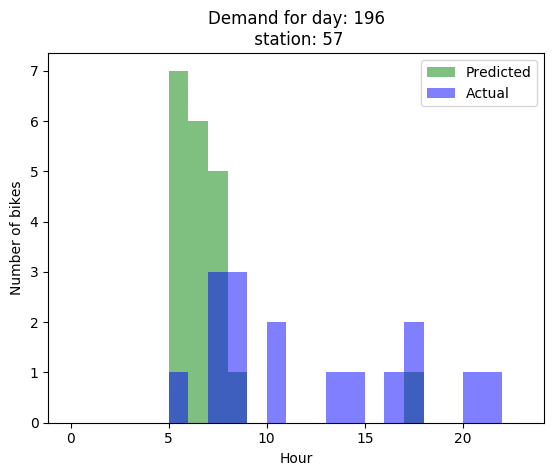 Demand for day: 196
station: 57
Predicted
Actual
Number of bikes
7
6
5
4
3
2
1
0
0 5 10 15 20
Hour